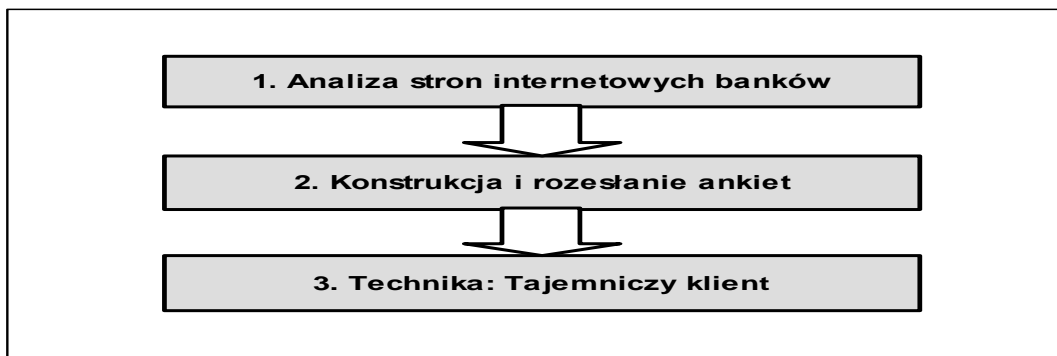 1. Analiza stron internetowych banków
2. Konstrukcja i rozesłanie ankiet
3. Technika: Tajemniczy klient